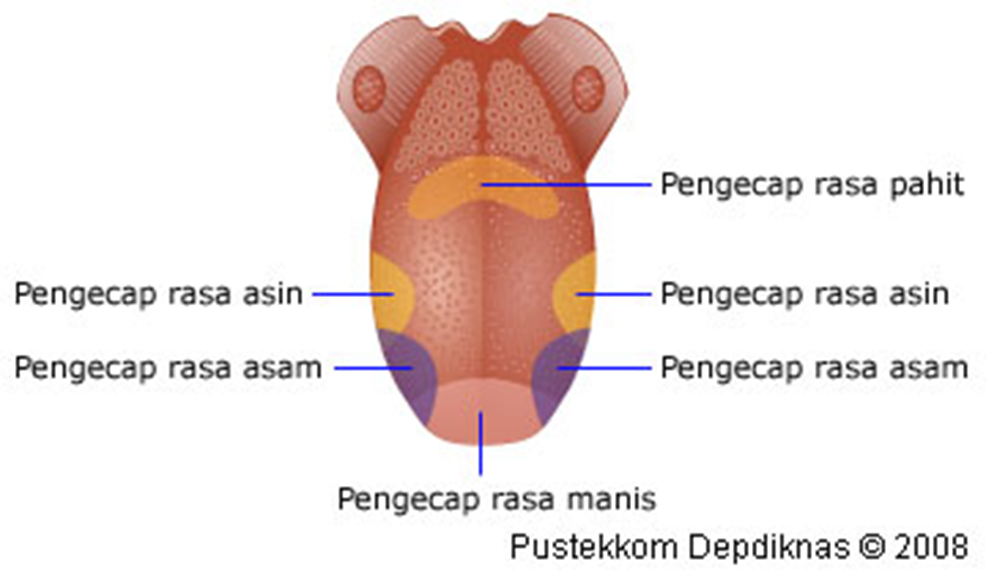 Pengecap rasa pahit
Pengecap rasa asin
Pengecap rasa asin
Pengecap rasa asam
Pengecap rasa asam
Pengecap rasa manis
Pustekkom Depdiknas © 2008